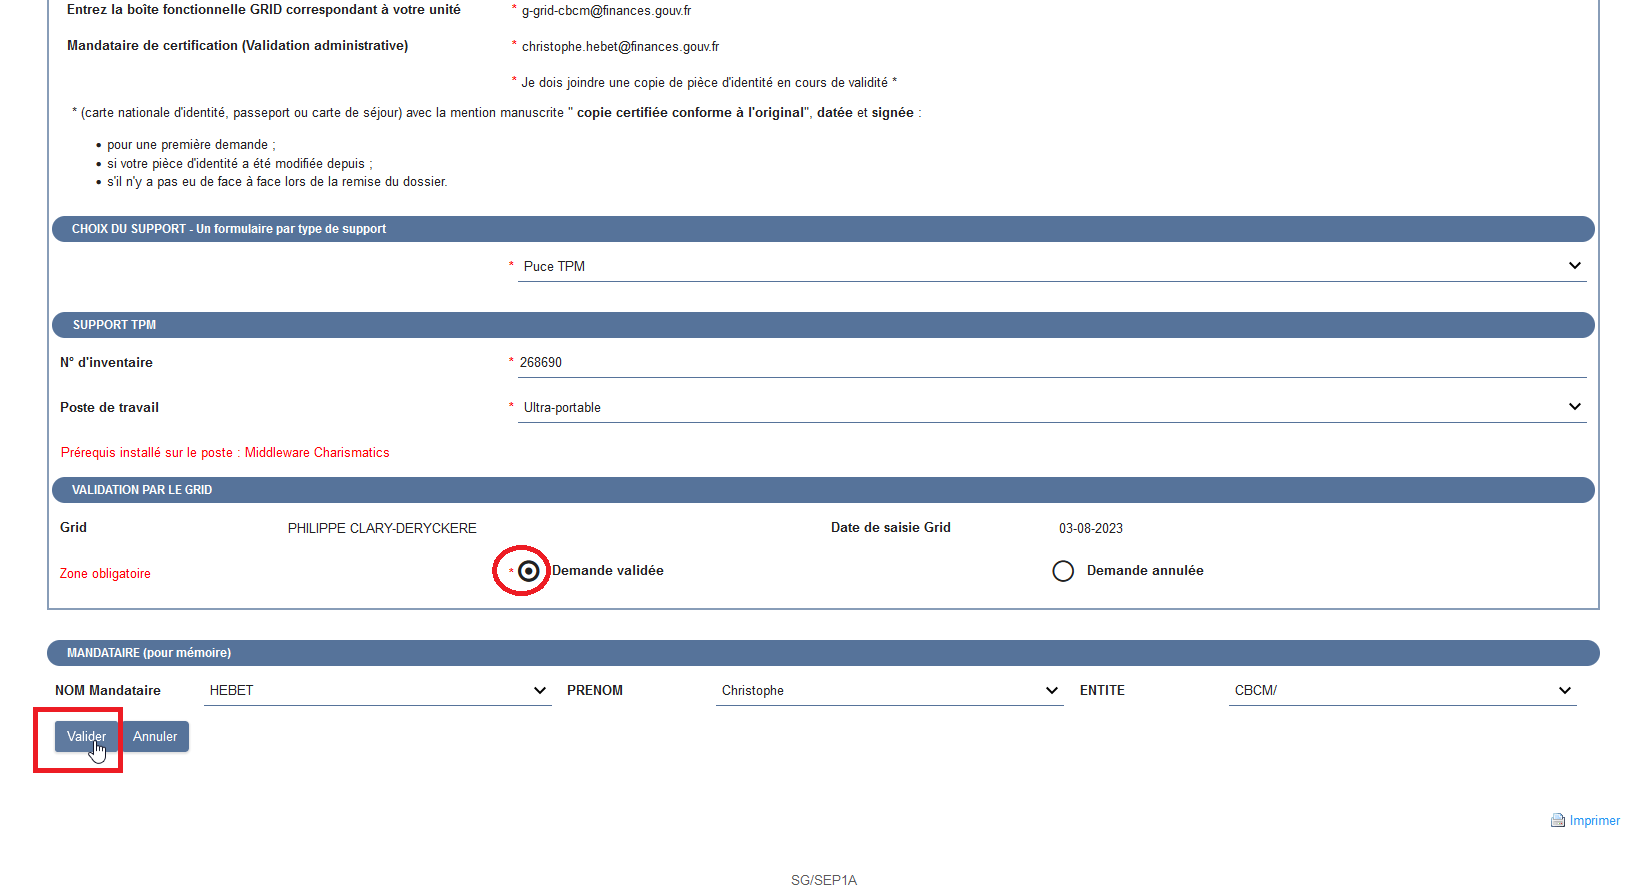 Entrez la boîte fonctionnelle GRID correspondant à votre unité * g-grid-cbcm@finances.gouv.fr
Mandataire de certification (Validation administrative) * christophe.hebet@finances.gouv.fr
* Je dois joindre une copie de pièce d'identité en cours de validité *
* (carte nationale d'identité, passeport ou carte de séjour) avec la mention manuscrite " copie certifiée conforme à l'original", datée et signée :
• pour une première demande ;
• si votre pièce d'identité a été modifiée depuis ;
• s'il n'y a pas eu de face à face lors de la remise du dossier.
CHOIX DU SUPPORT - Un formulaire par type de support
* Puce TPM
SUPPORT TPM
N° d'inventaire * 268690
Poste de travail * Ultra-portable
Prérequis installé sur le poste : Middleware Charismatics
VALIDATION PAR LE GRID
Grid PHILIPPE CLARY-DERYCKERE Date de saisie Grid 03-08-2023
Zone obligatoire * Demande validée Demande annulée
MANDATAIRE (pour mémoire)
NOM Mandataire HEBET PRENOM Christophe ENTITE CBCM/
Valider Annuler
Imprimer
SG/SEP1A